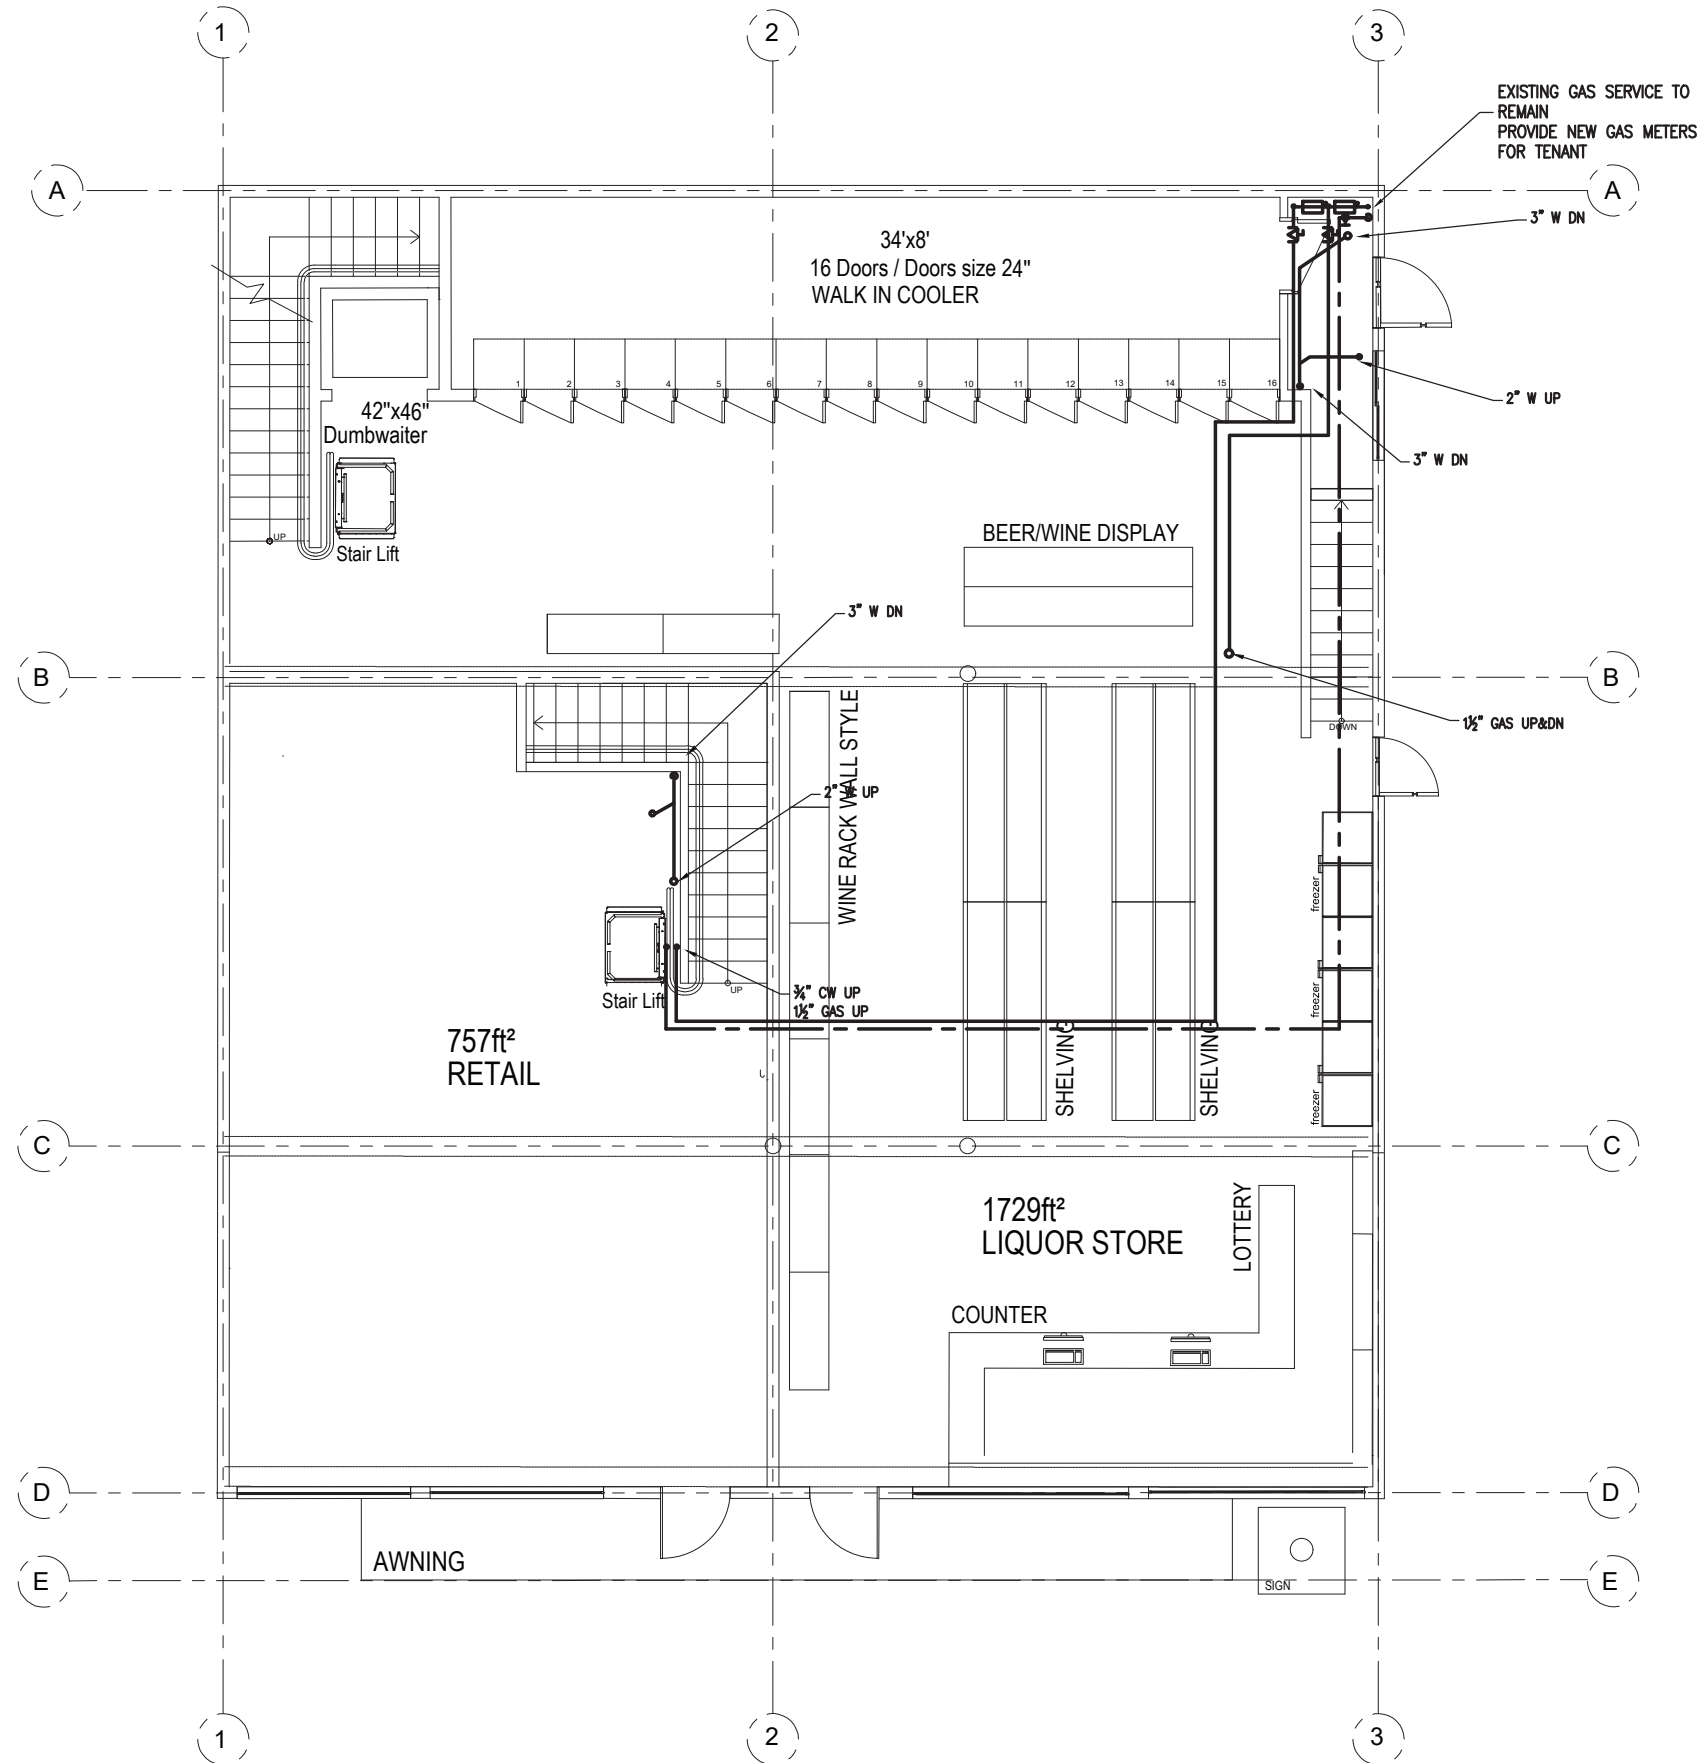 1
2
3
EXISTING GAS SERVICE TO
REMAIN
PROVIDE NEW GAS METERS
FOR TENANT
A
A
3" W DN
34'x8'
16 Doors / Doors size 24"
WALK IN COOLER
1
2
3
4
5
6
7
8
9
10
11
12
13
14
15
16
2" W UP
42"x46"
Dumbwaiter
3" W DN
UP
Stair Lift
BEER/WINE DISPLAY
3" W DN
B
B
1½" GAS UP&DN
DOWN
WINE RACK WALL STYLE
2" W UP
freezer
freezer
freezer
Stair Lift
UP
¾" CW UP
1½" GAS UP
757ft²
RETAIL
SHELVING
SHELVING
C
C
1729ft²
LIQUOR STORE
LOTTERY
COUNTER
D
D
AWNING
SIGN
E
E
1
2
3